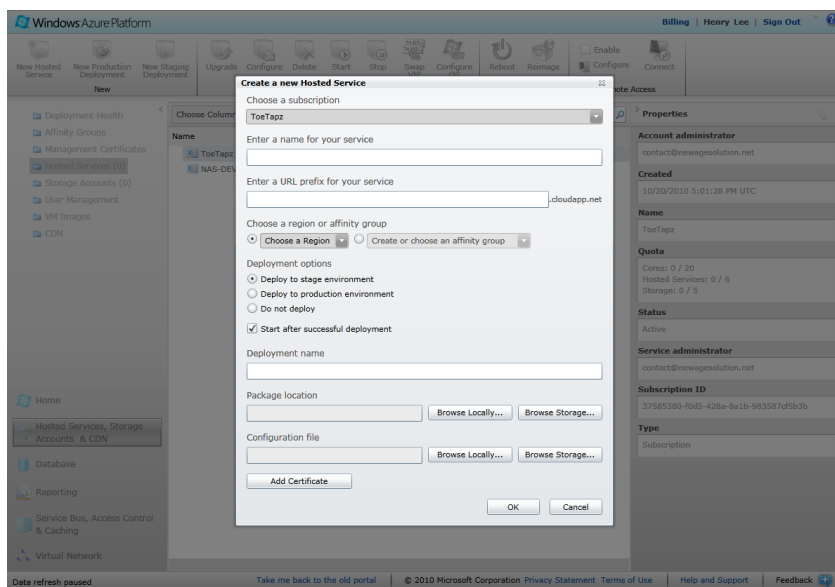 Windows Azure Platform
Billing | Henry Lee | Sign Out
New Hosted Service
New Production Deployment
New Staging Deployment
Upgrade
Configure
Delete
Start
Stop
Swap VIP
Configure OS
Reboot
Reimage
Enable
Configure
Connect
New
mote Access
Deployment Health
Affinity Groups
Management Certificates
Hosted Services (0)
Storage Accounts (0)
User Management
VM Images
CDN
Home
Hosted Services, Storage Accounts & CDN
Database
Reporting
Service Bus, Access Control & Caching
Virtual Network
Choose Column
Name
ToeTapz
NAS-DEV
Create a new Hosted Service
Choose a subscription
ToeTapz
Enter a name for your service
Enter a URL prefix for your service
.cloudapp.net
Choose a region or affinity group
Choose a Region
Create or choose an affinity group
Deployment options
Deploy to stage environment
Deploy to production environment
Do not deploy
Start after successful deployment
Deployment name
Package location
Browse Locally...
Browse Storage...
Configuration file
Browse Locally...
Browse Storage...
Add Certificate
OK
Cancel
Properties
Account administrator
contact@newagesolution.net
Created
10/20/2010 5:01:28 PM UTC
Name
ToeTapz
Quota
Cores: 0 / 20
Hosted Services: 0 / 6
Storage: 0 / 5
Status
Active
Service administrator
contact@newagesolution.net
Subscription ID
37585380-f0d5-428a-8a1b-983587cf5b3b
Type
Subscription
Data refresh paused
Take me back to the old portal
© 2010 Microsoft Corporation Privacy Statement Terms of Use
Help and Support
Feedback